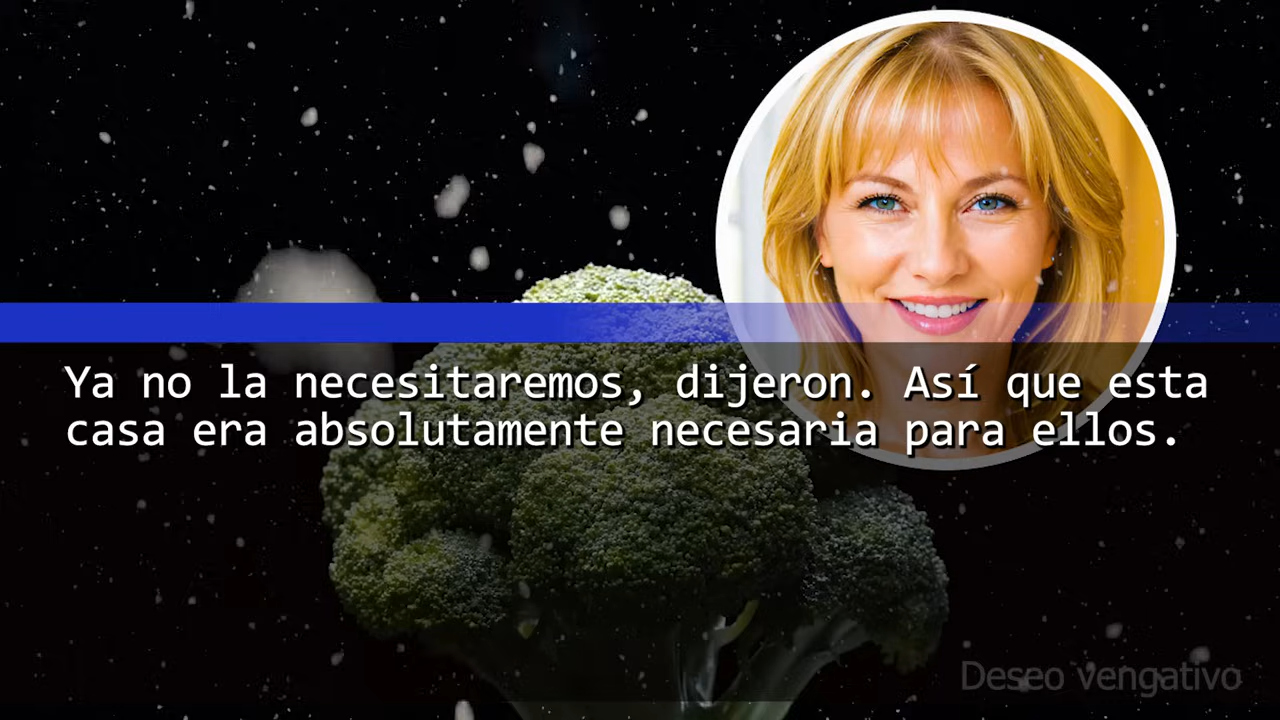 Ya no la necesitaremos, dijeron. Así que esta
casa era absolutamente necesaria para ellos.
Deseo vengativo